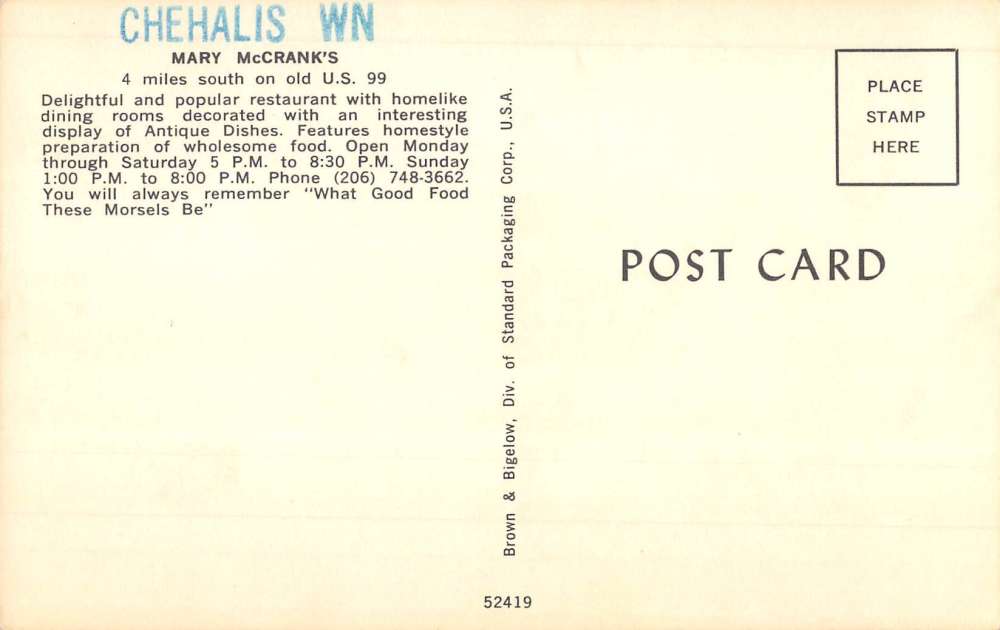 CHEHALIS WN
MARY McCRANK'S
4 miles south on old U.S. 99
Delightful and popular restaurant with homelike
dining rooms decorated with an interesting
display of Antique Dishes. Features homestyle
preparation of wholesome food. Open Monday
through Saturday 5 P.M. to 8:30 P.M. Sunday
1:00 P.M. to 8:00 P.M. Phone (206) 748-3662.
You will always remember "What Good Food
These Morsels Be"
Brown & Bigelow, Div. of Standard Packaging Corp., U.S.A.
PLACE
STAMP
HERE
POST CARD
52419